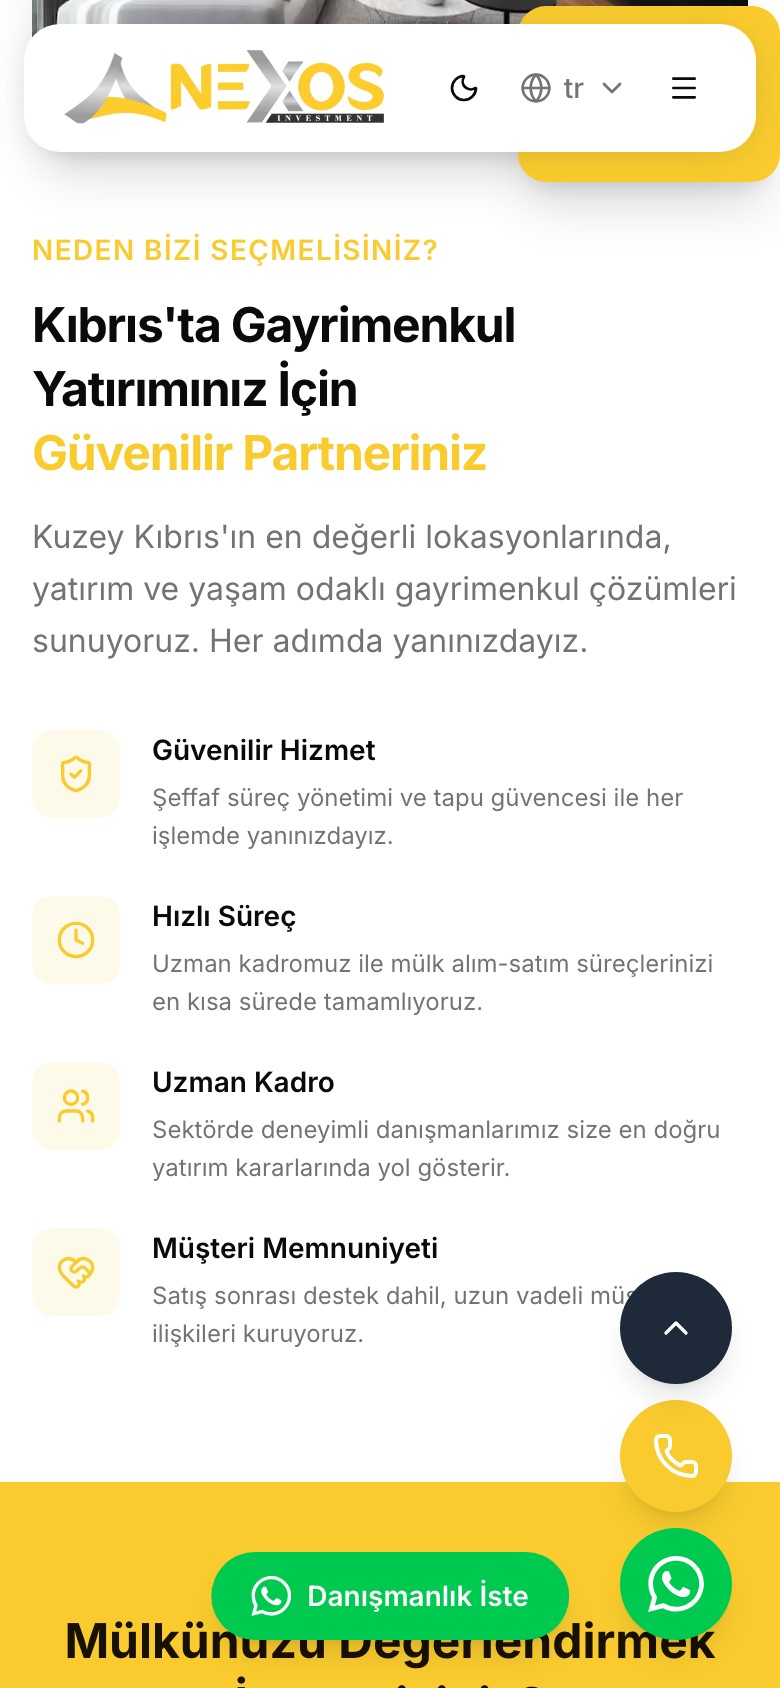 NEXOS
INVESTMENT
tr
NEDEN BİZİ SEÇMELİSİNİZ?
Kıbrıs'ta Gayrimenkul
Yatırımınız İçin
Güvenilir Partneriniz
Kuzey Kıbrıs'ın en değerli lokasyonlarında,
yatırım ve yaşam odaklı gayrimenkul çözümleri
sunuyoruz. Her adımda yanınızdayız.
Güvenilir Hizmet
Şeffaf süreç yönetimi ve tapu güvencesi ile her
işlemde yanınızdayız.
Hızlı Süreç
Uzman kadromuz ile mülk alım-satım süreçlerinizi
en kısa sürede tamamlıyoruz.
Uzman Kadro
Sektörde deneyimli danışmanlarımız size en doğru
yatırım kararlarında yol gösterir.
Müşteri Memnuniyeti
Satış sonrası destek dahil, uzun vadeli
ilişkileri kuruyoruz.
Danışmanlık İste
Mülkünüzü Değerlendirmek